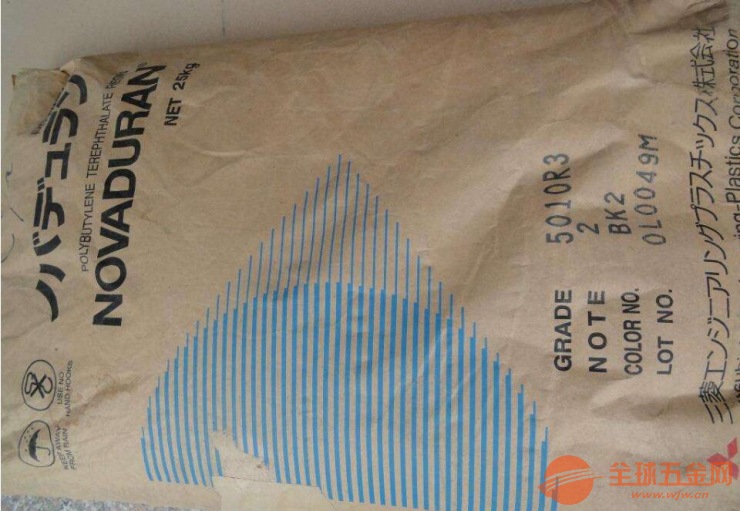 ノバデュラン
POLYBUTYLENE TEREPHTHALATE RESIN
NOVADURAN®
NET 25kg
USE NO
HAND HOOKS
KEEP AWAY
FROM RAIN
GRADE 5010R3
NOTE 2
COLOR NO. BK2
LOT NO. 0L0049M
三菱エンジニアリングプラスチックス株式会社
ing-Plastics Corporation
全球五金网
www.wjw.cn